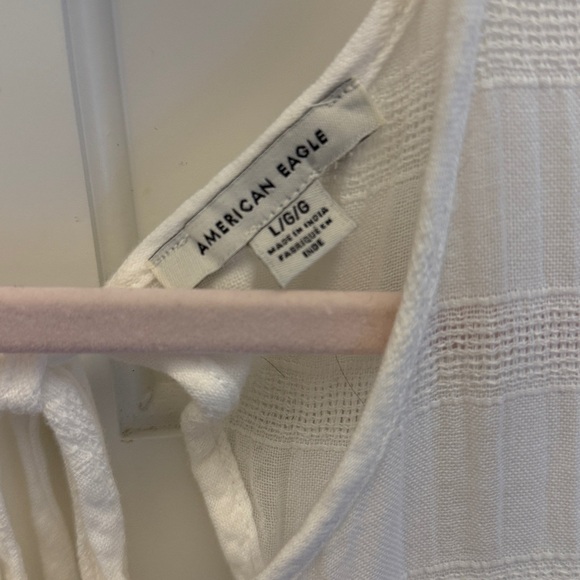 AMERICAN EAGLE
L/G/G
MADE IN INDIA
FABRIQUÉ EN
INDE